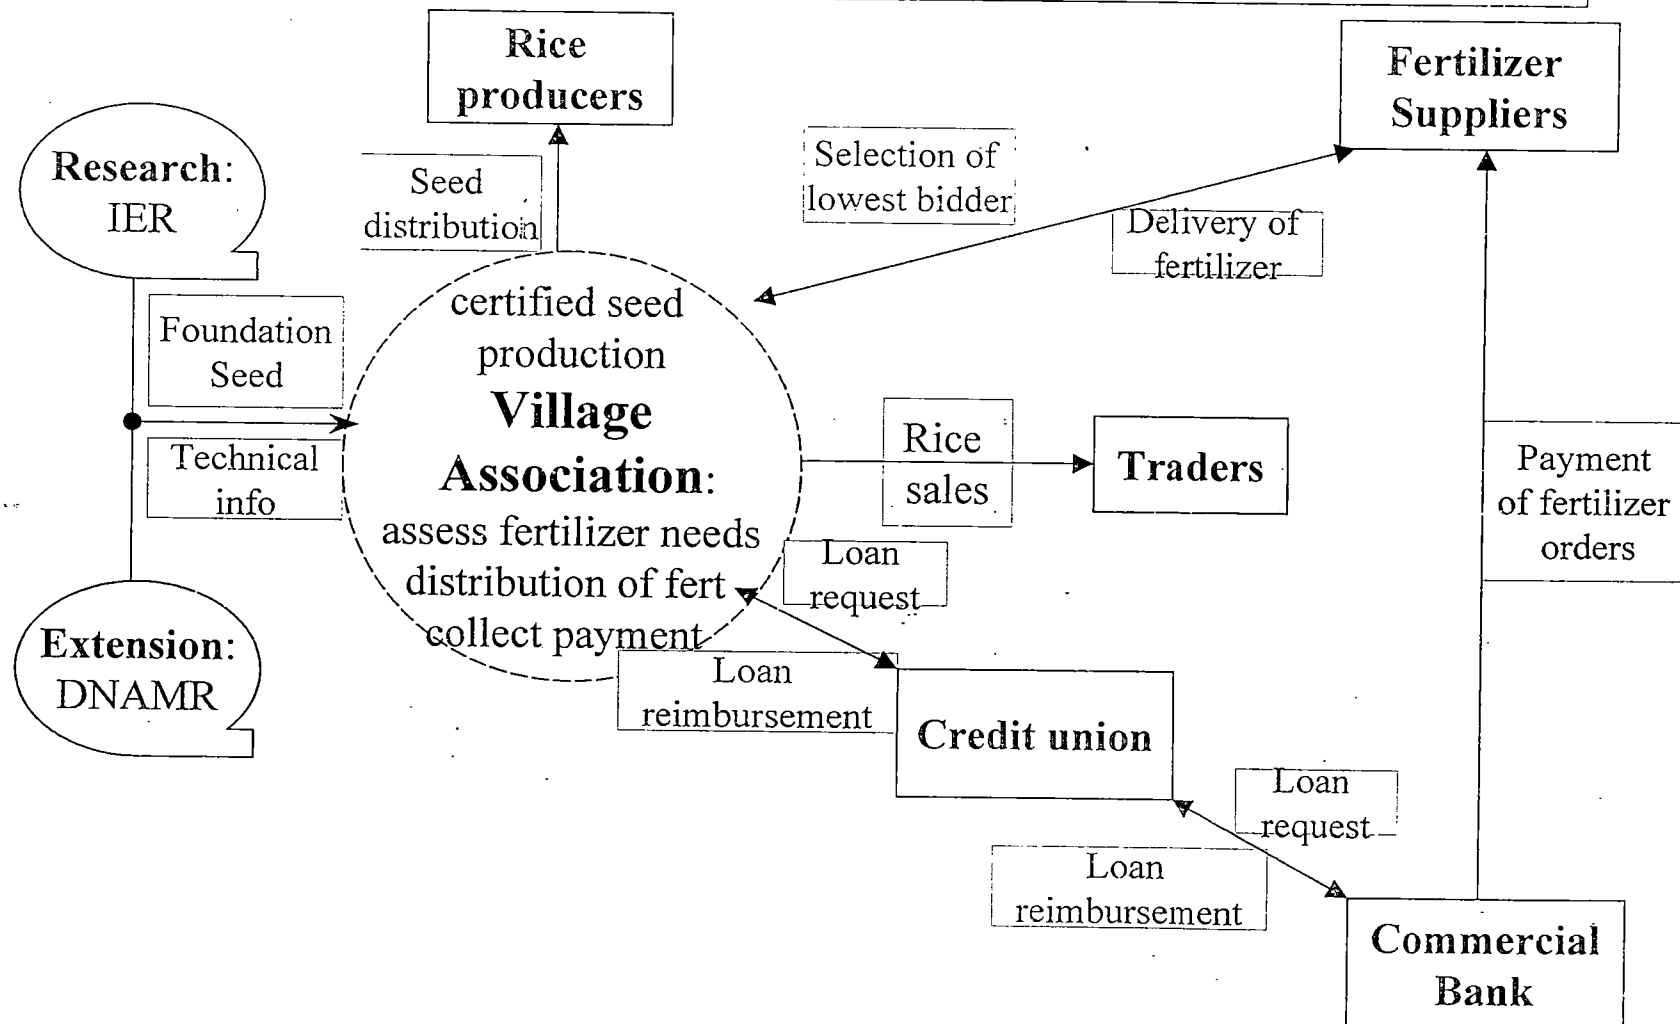 Rice
producers
Fertilizer
Suppliers
Research:
IER
Seed
distribution
Selection of
lowest bidder
Delivery of
fertilizer
Foundation
Seed
Technical
info
certified seed
production
Village
Association:
assess fertilizer needs
distribution of fert
collect payment
Rice
sales
Traders
Payment
of fertilizer
orders
Loan
request
Loan
reimbursement
Extension:
DNAMR
Credit union
Loan
request
Loan
reimbursement
Commercial
Bank